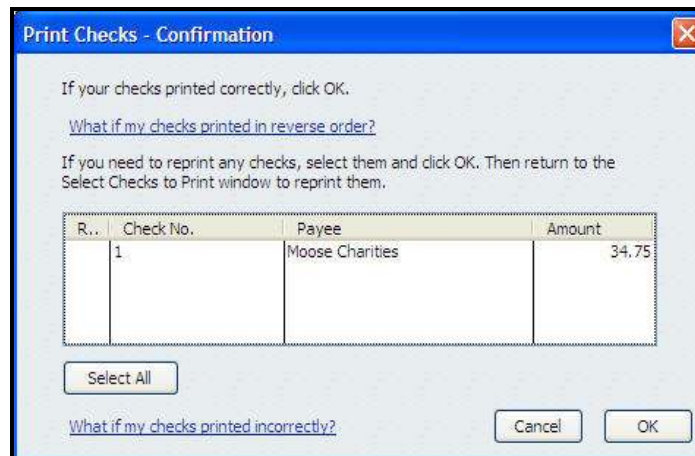 Print Checks - Confirmation
If your checks printed correctly, click OK.
What if my checks printed in reverse order?
If you need to reprint any checks, select them and click OK. Then return to the
Select Checks to Print window to reprint them.
R.. Check No. Payee Amount
1 Moose Charities 34.75
Select All
What if my checks printed incorrectly? Cancel OK